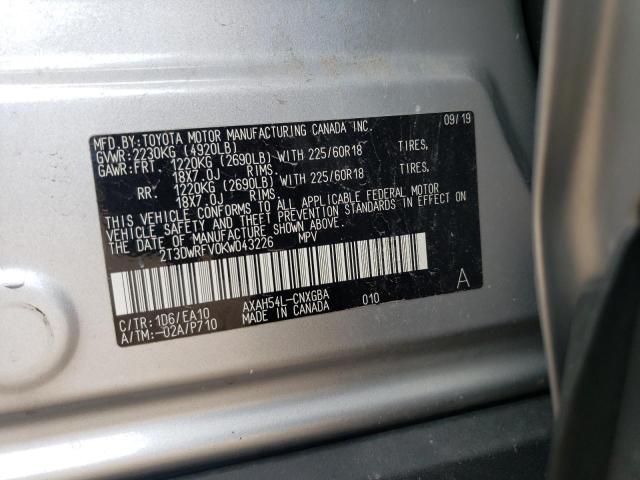 MFD. BY: TOYOTA MOTOR MANUFACTURING CANADA INC. 09/19
GVWR: 2230KG (4920LB)
GAWR: FRT. 1220KG (2690LB) WITH 225/60R18 TIRES,
18X7.0J RIMS.
RR. 1220KG (2690LB) WITH 225/60R18 TIRES,
18X7.0J RIMS.
THIS VEHICLE CONFORMS TO ALL APPLICABLE FEDERAL MOTOR
VEHICLE SAFETY AND THEFT PREVENTION STANDARDS IN
EFFECT ON THE DATE OF MANUFACTURE SHOWN ABOVE.
2T3DWRFV0KW043226 MPV
C/TR: 1D6/EA10 AXAH54L-CNXGBA 010 A
A/TM: -02A/P710 MADE IN CANADA